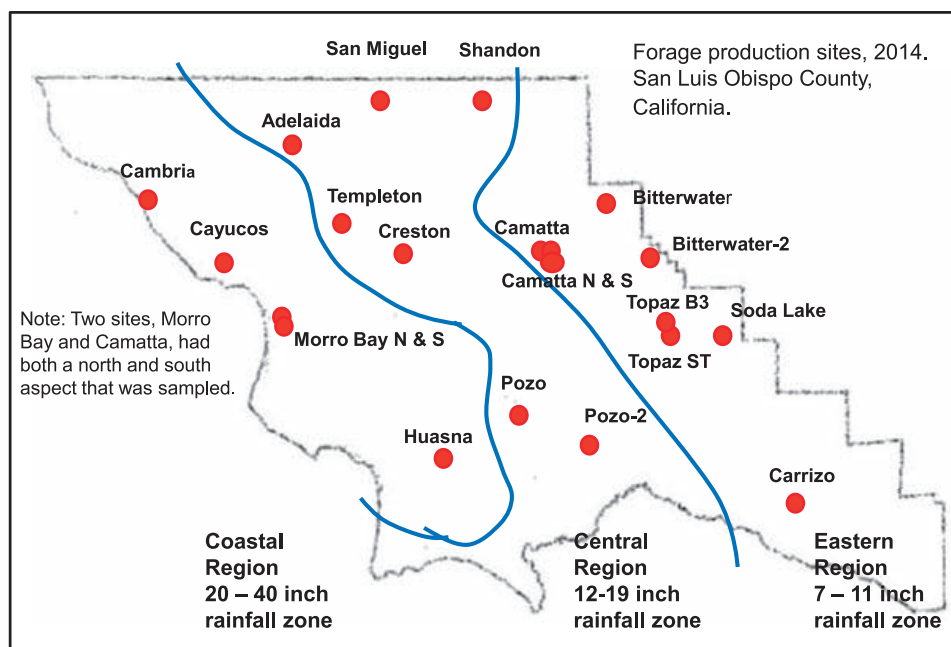 San Miguel
Shandon
Forage production sites, 2014.
San Luis Obispo County,
California.
Adelaida
Cambria
Templeton
Bitterwater
Cayucos
Creston
Camatta
Bitterwater-2
Camatta N & S
Topaz B3
Soda Lake
Note: Two sites, Morro
Bay and Camatta, had
both a north and south
aspect that was sampled.
Morro Bay N & S
Topaz ST
Pozo
Pozo-2
Huasna
Carrizo
Coastal
Region
20 – 40 inch
rainfall zone
Central
Region
12-19 inch
rainfall zone
Eastern
Region
7 – 11 inch
rainfall zone